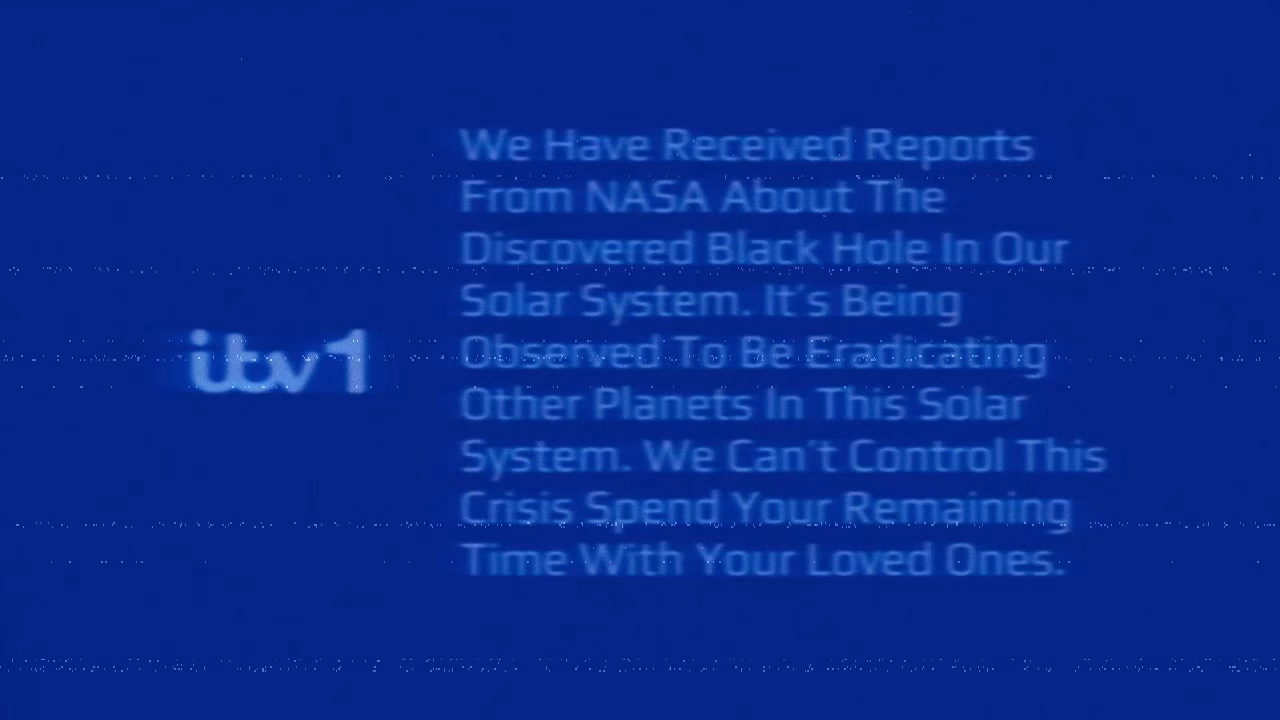 We Have Received Reports
From NASA About The
Discovered Black Hole In Our
Solar System. It's Being
Observed To Be Eradicating
itv1
Other Planets In This Solar
System. We Can't Control This
Crisis Spend Your Remaining
Time With Your Loved Ones.